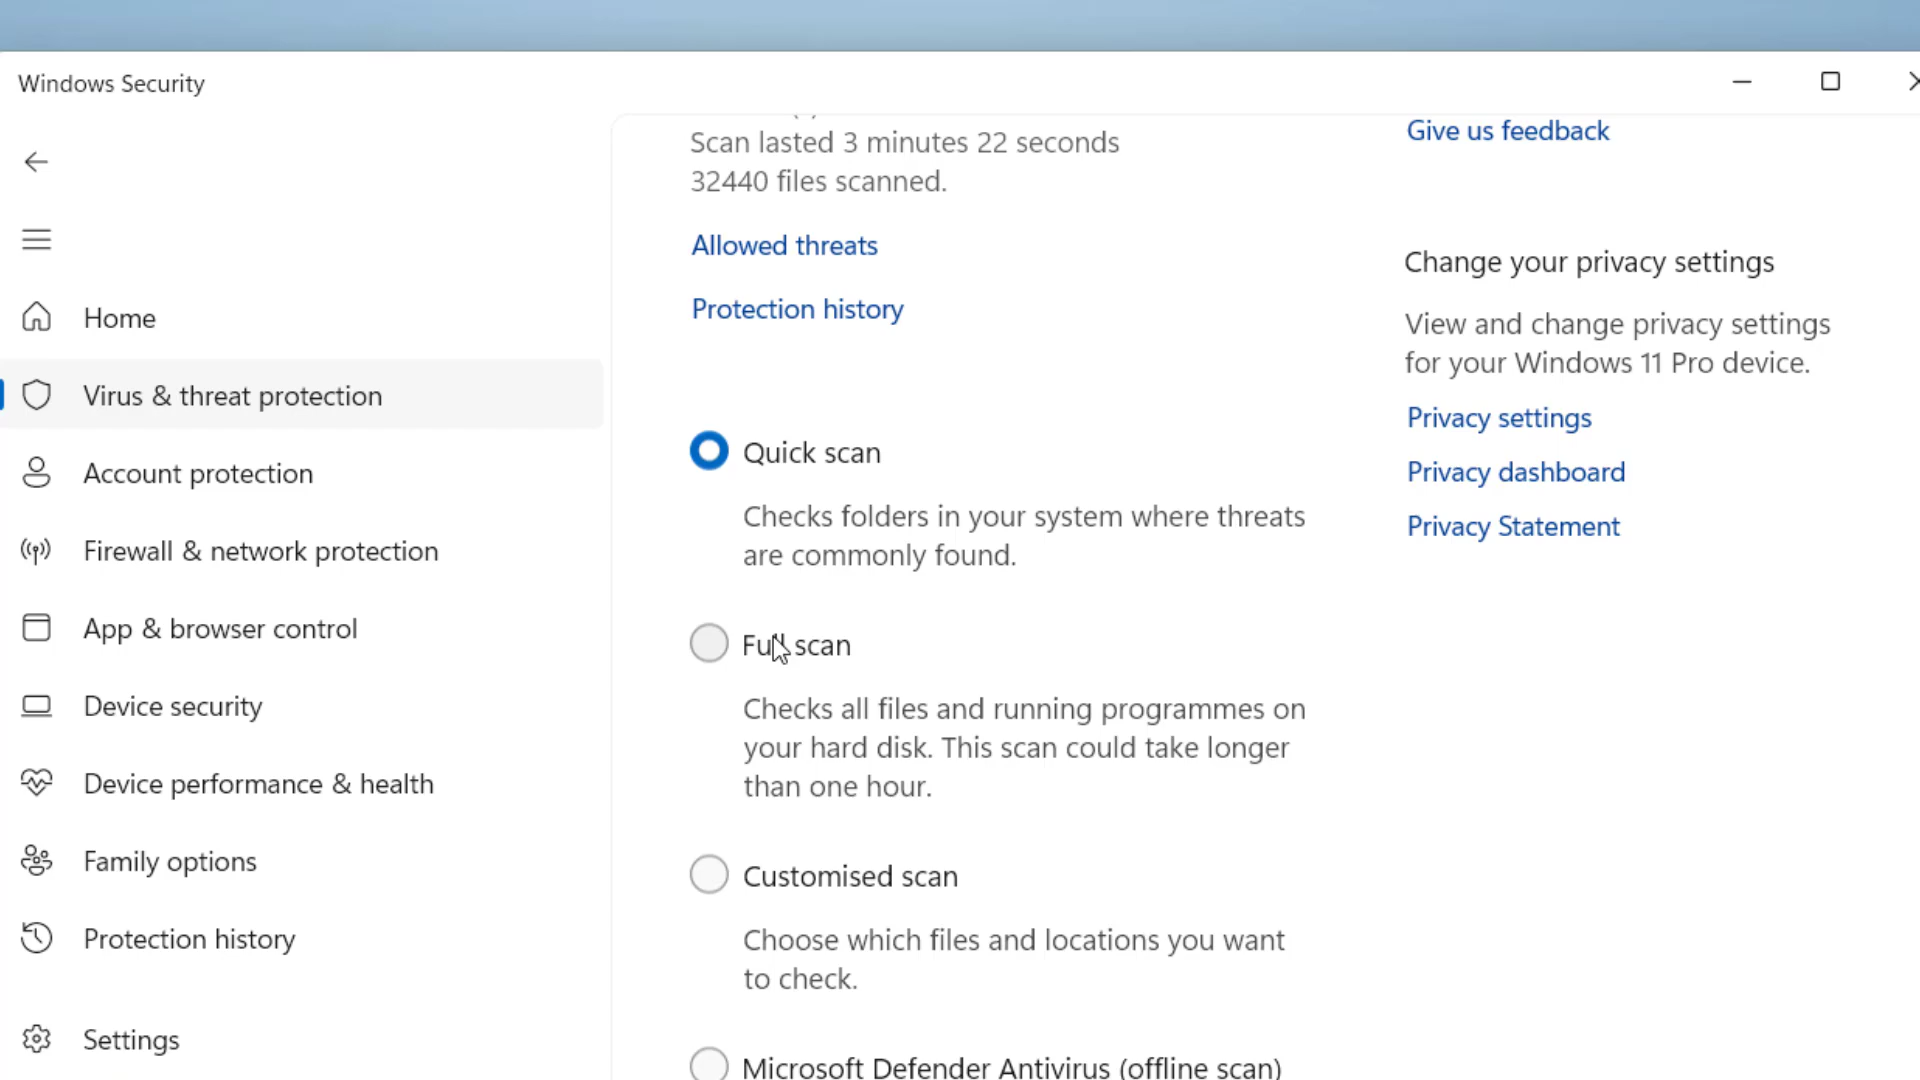 Windows Security
Home
Virus & threat protection
Account protection
Firewall & network protection
App & browser control
Device security
Device performance & health
Family options
Protection history
Settings
Scan lasted 3 minutes 22 seconds
32440 files scanned.
Allowed threats
Protection history
Quick scan
Checks folders in your system where threats
are commonly found.
Full scan
Checks all files and running programmes on
your hard disk. This scan could take longer
than one hour.
Customised scan
Choose which files and locations you want
to check.
Microsoft Defender Antivirus (offline scan)
Give us feedback
Change your privacy settings
View and change privacy settings
for your Windows 11 Pro device.
Privacy settings
Privacy dashboard
Privacy Statement